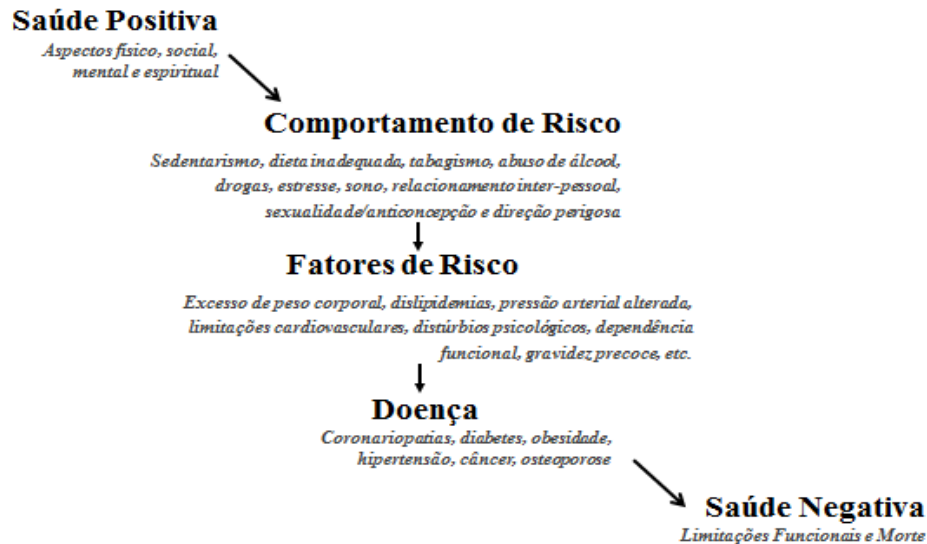 Saúde Positiva
Aspectos físico, social,
mental e espiritual
Comportamento de Risco
Sedentarismo, dieta inadequada, tabagismo, abuso de álcool,
drogas, estresse, sono, relacionamento inter-pessoal,
sexualidade/anticoncepção e direção perigosa
Fatores de Risco
Excesso de peso corporal, dislipidemias, pressão arterial alterada,
limitações cardiovasculares, distúrbios psicológicos, dependência
funcional, gravidez precoce, etc.
Doença
Coronariopatias, diabetes, obesidade,
hipertensão, câncer, osteoporose
Saúde Negativa
Limitações Funcionais e Morte